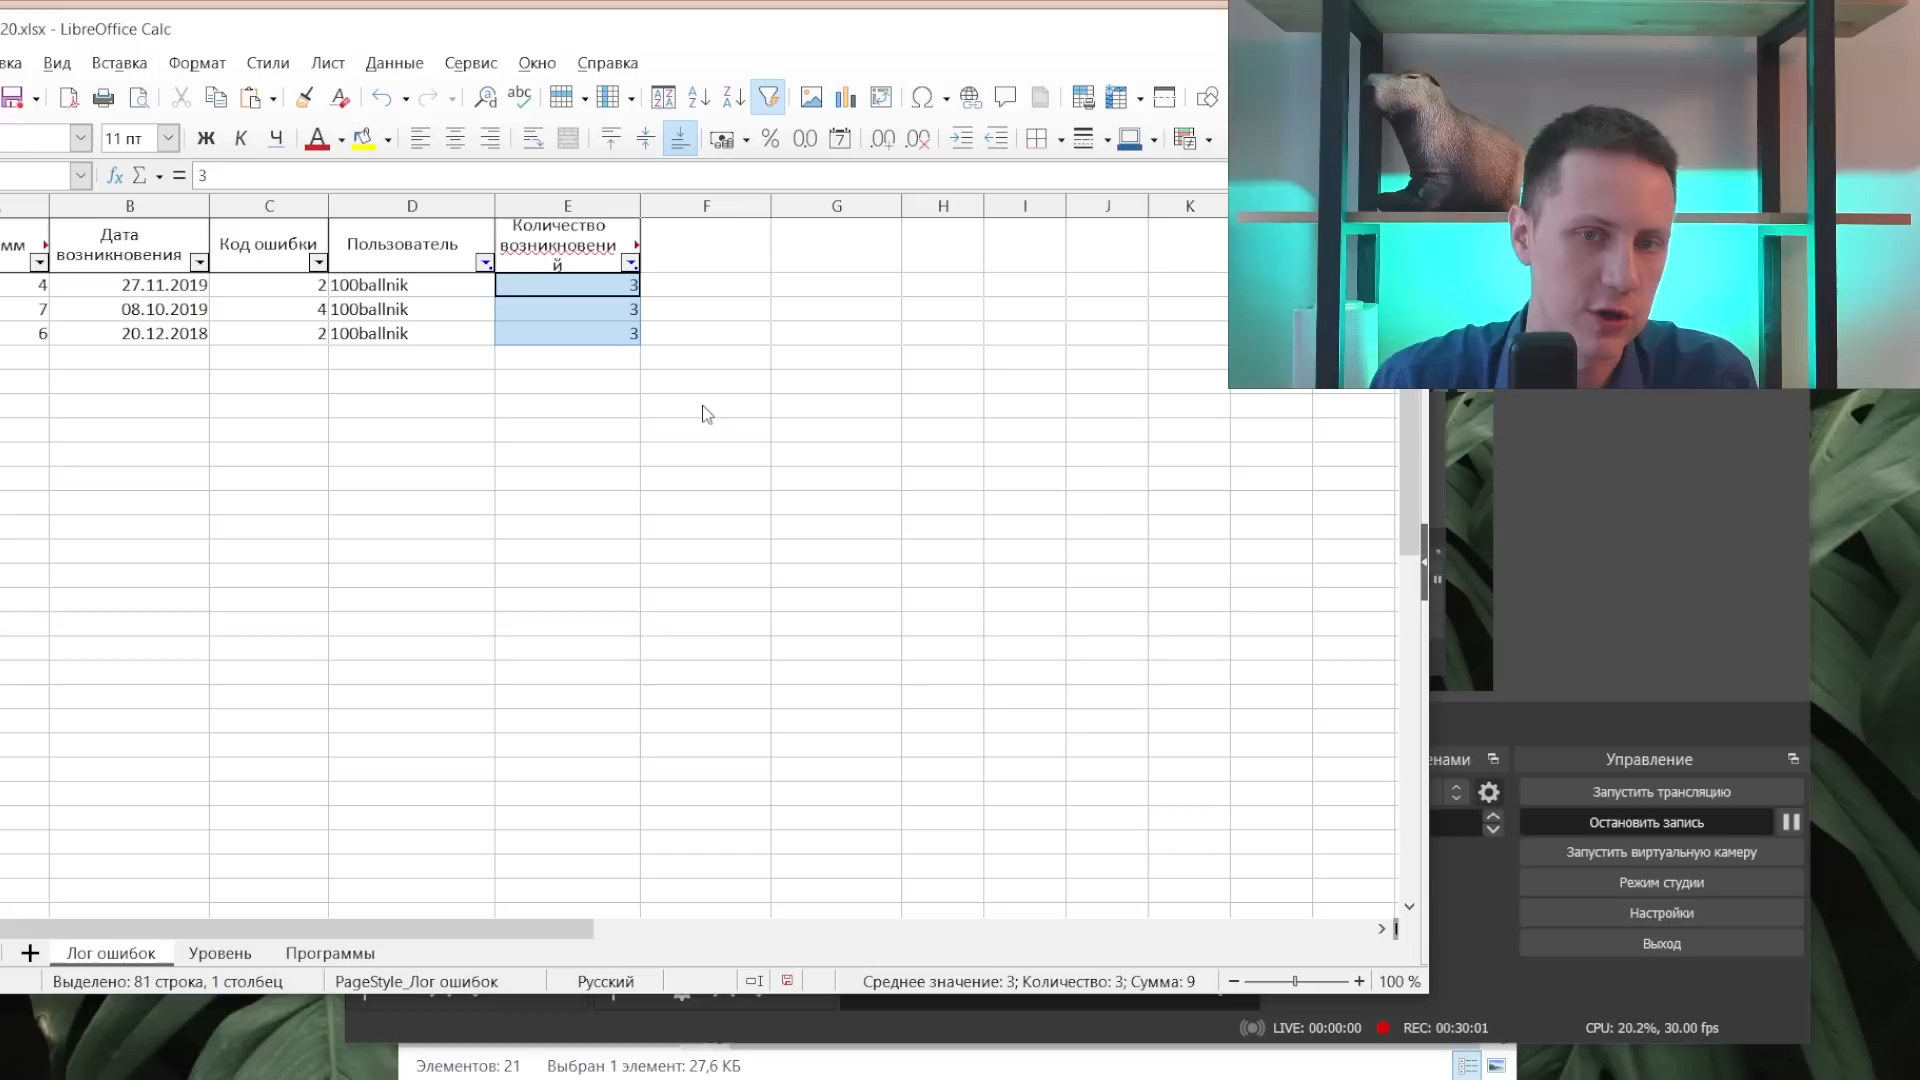 20.xlsx - LibreOffice Calc
вка Вид Вставка Формат Стили Лист Данные Сервис Окно Справка
11 пт Ж К Ч А
fx Σ = 3
B C D E F G H I J K
мм Дата возникновения Код ошибки Пользователь Количество возникновений
4 27.11.2019 2 100ballnik 3
7 08.10.2019 4 100ballnik 3
6 20.12.2018 2 100ballnik 3
енами Управление
Запустить трансляцию
Остановить запись
Запустить виртуальную камеру
Режим студии
Настройки
Выход
Лог ошибок Уровень Программы
Выделено: 81 строка, 1 столбец PageStyle_Лог ошибок Русский Среднее значение: 3; Количество: 3; Сумма: 9 100 %
LIVE: 00:00:00 REC: 00:30:01 CPU: 20.2%, 30.00 fps
Элементов: 21 Выбран 1 элемент: 27,6 КБ